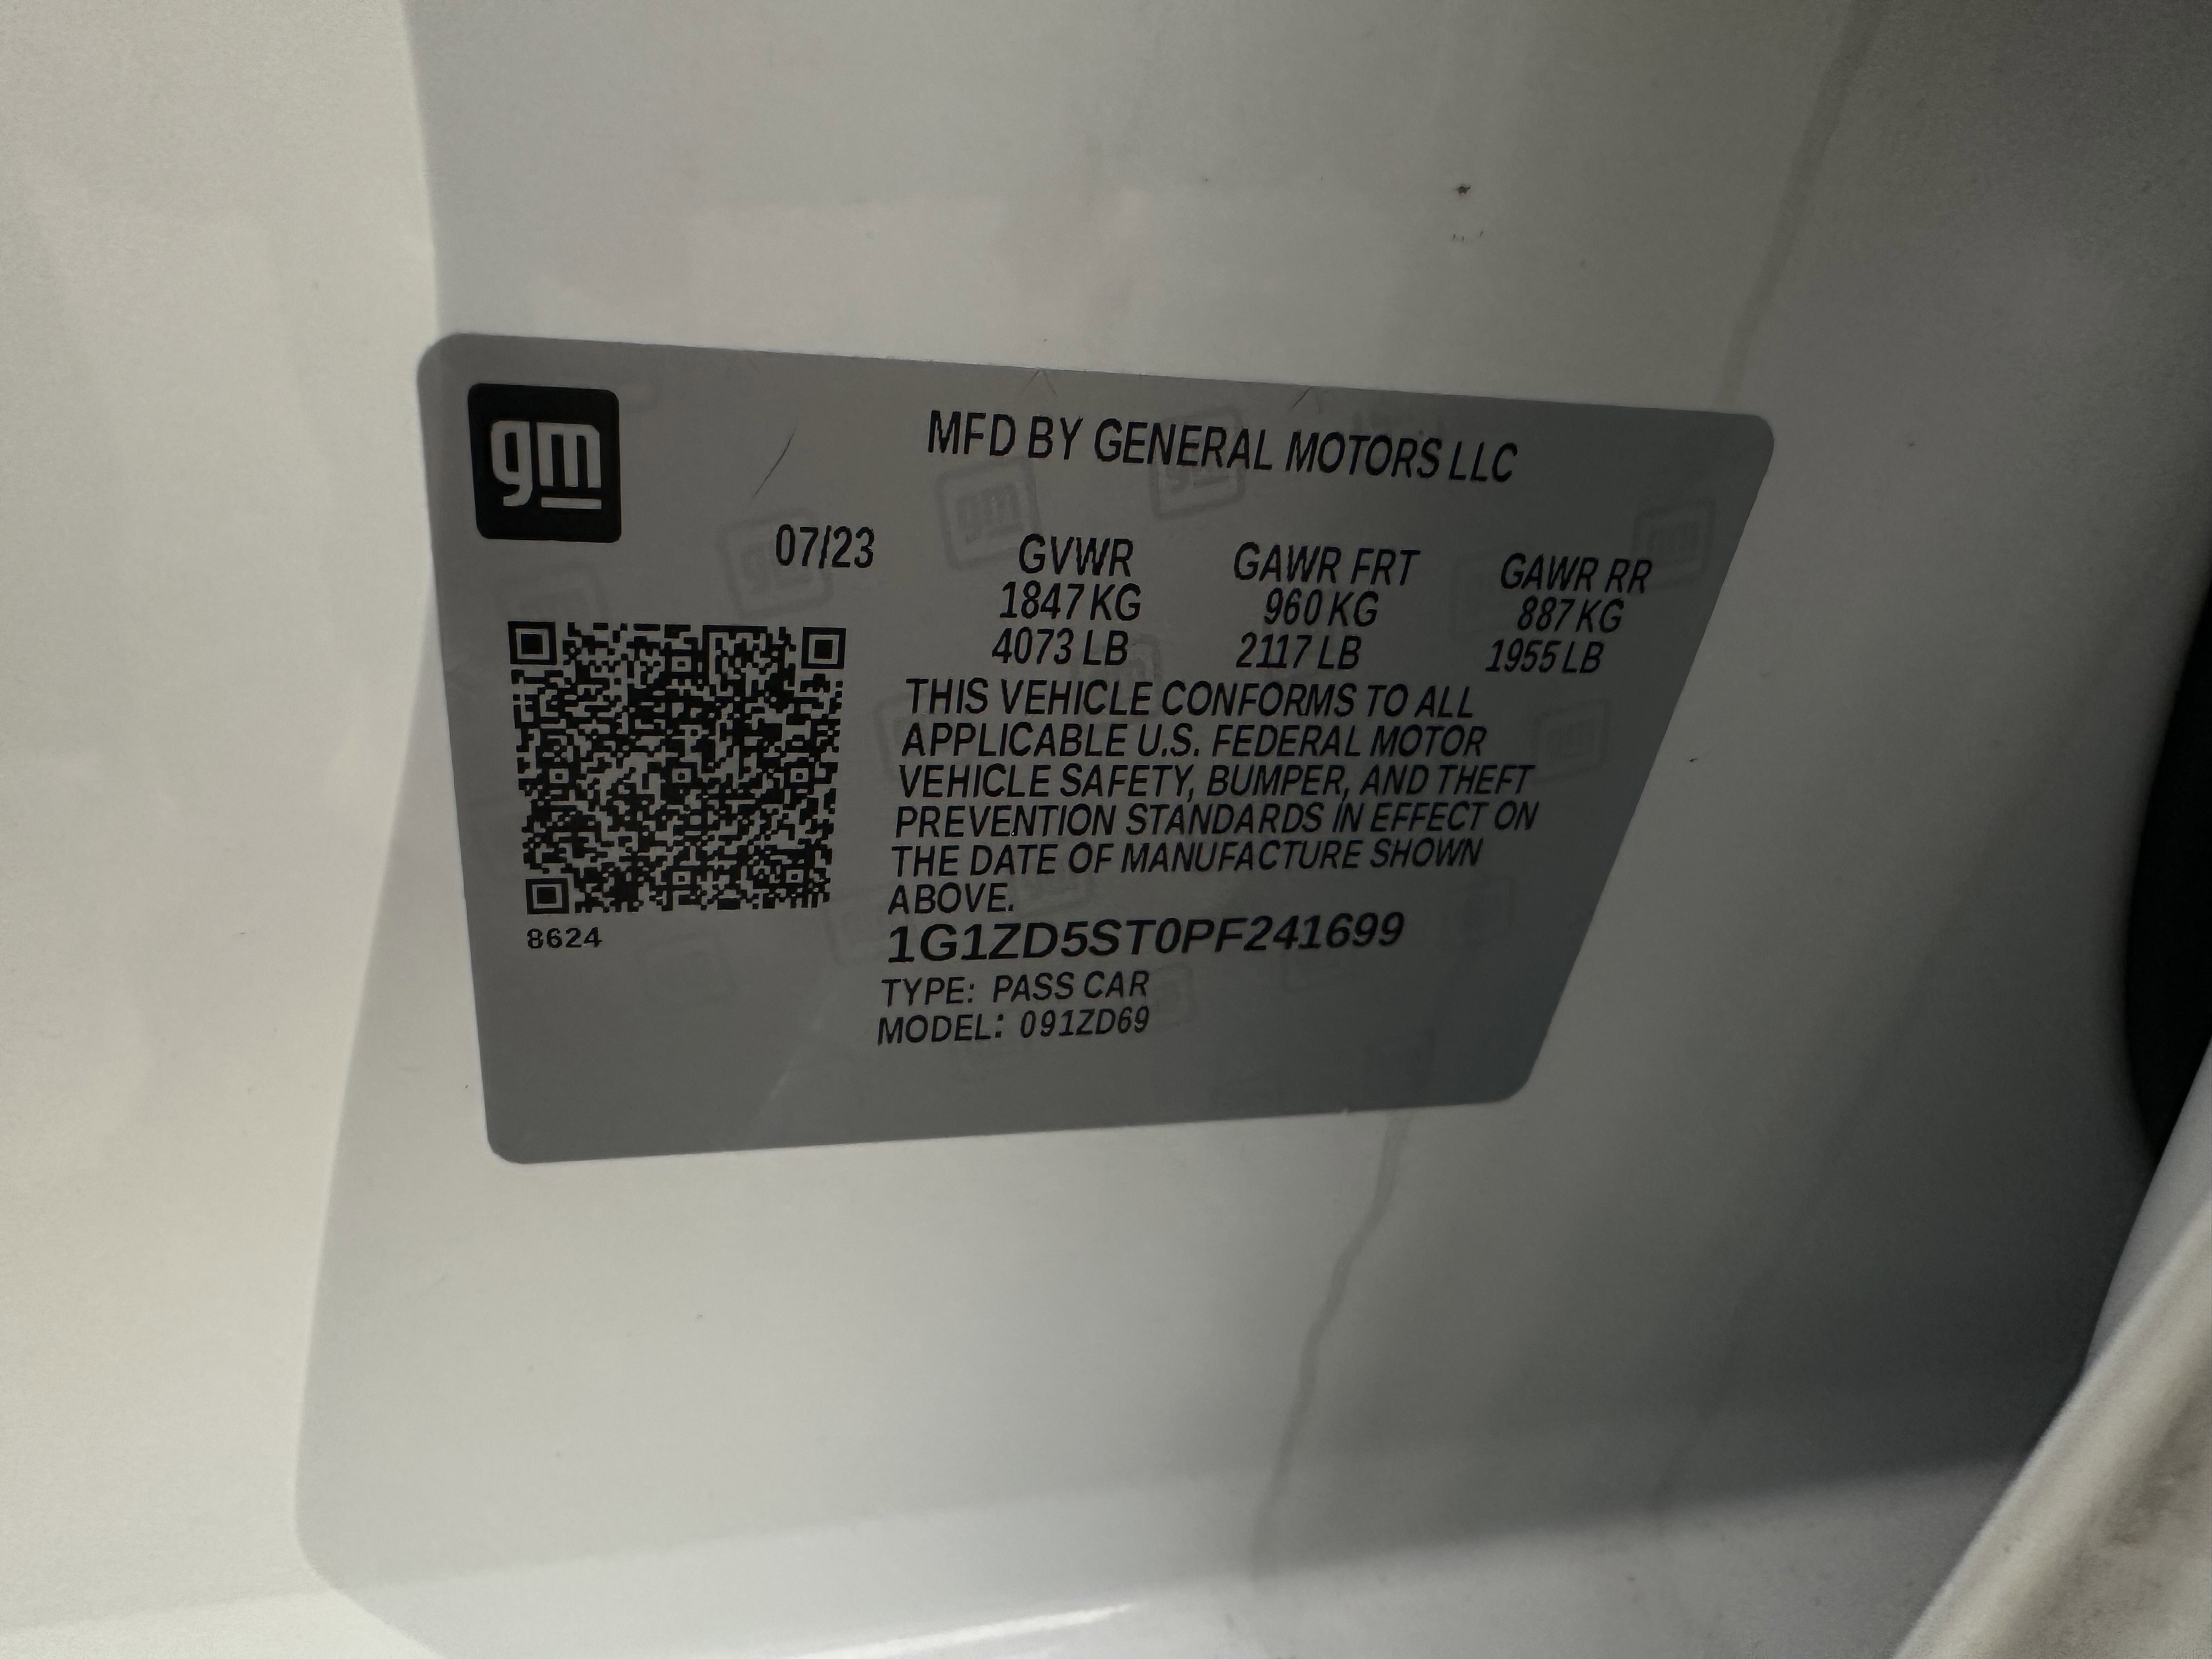 gm
MFD BY GENERAL MOTORS LLC
07/23 GVWR GAWR FRT GAWR RR
1847 KG 960 KG 887 KG
4073 LB 2117 LB 1955 LB
THIS VEHICLE CONFORMS TO ALL
APPLICABLE U.S. FEDERAL MOTOR
VEHICLE SAFETY, BUMPER, AND THEFT
PREVENTION STANDARDS IN EFFECT ON
THE DATE OF MANUFACTURE SHOWN
ABOVE.
8624
1G1ZD5ST0PF241699
TYPE: PASS CAR
MODEL: 091ZD69